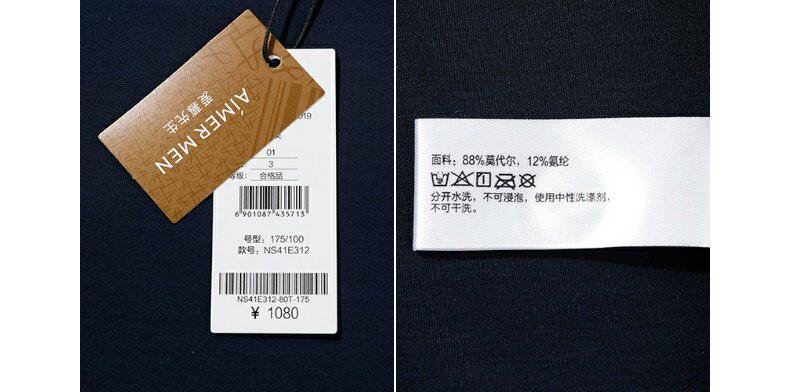 AIMER MEN
爱慕先生
019
01
3
等级: 合格品
6 901087 435713
号型: 175/100
款号: NS41E312
NS41E312-80T-175
¥ 1080
面料: 88%莫代尔, 12%氨纶
分开水洗, 不可浸泡, 使用中性洗涤剂,
不可干洗。